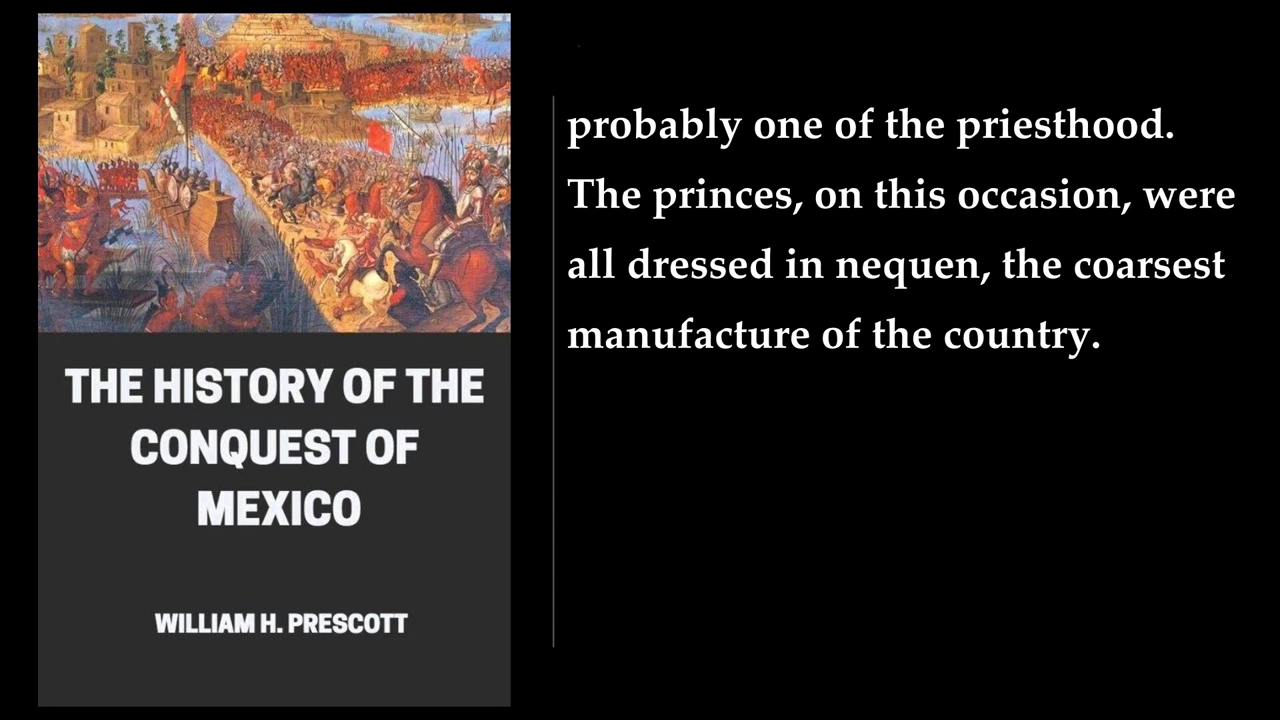 THE HISTORY OF THE
CONQUEST OF
MEXICO
WILLIAM H. PRESCOTT
probably one of the priesthood.
The princes, on this occasion, were
all dressed in nequen, the coarsest
manufacture of the country.